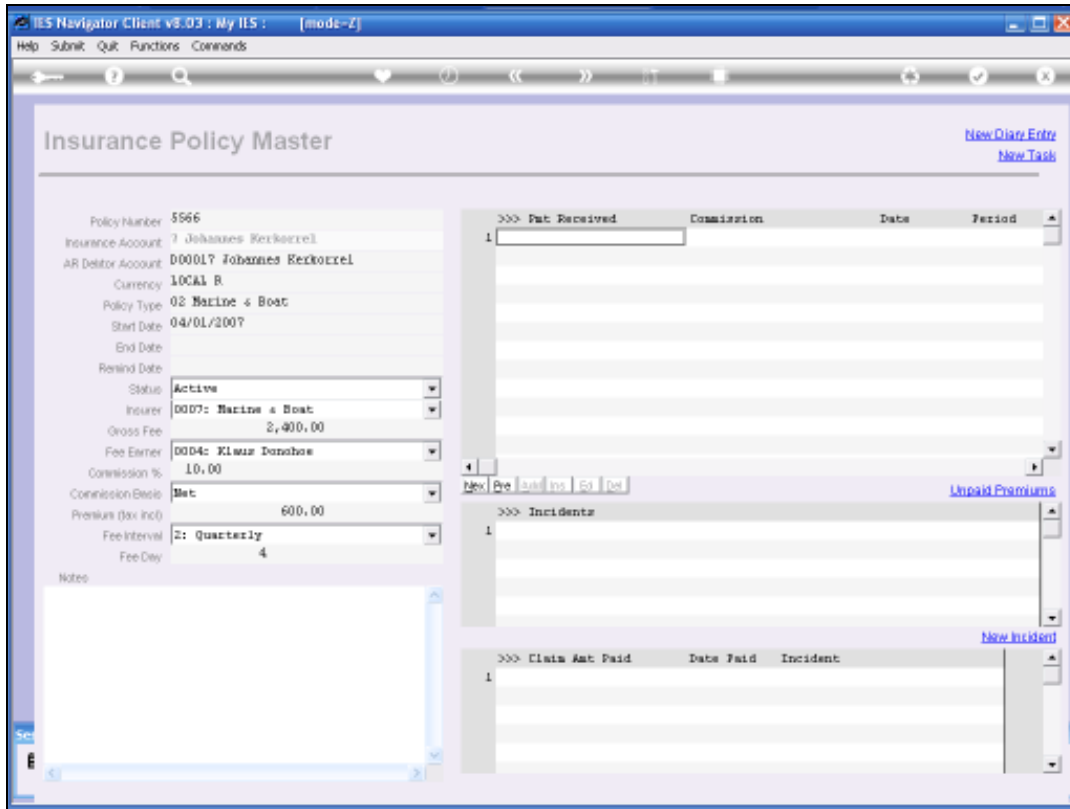 IES Navigator Client v8.03 : My IES : [mode-Z]
Help Submit Quit Functions Commands
Insurance Policy Master
New Diary Entry
New Task
Policy Number 5566
Insurance Account 7 Johannes Kerkorrel
AR Debtor Account D00017 Johannes Kerkorrel
Currency LOCAL R
Policy Type 02 Marine & Boat
Start Date 04/01/2007
End Date
Remind Date
Status Active
Insurer 0007: Marine & Boat
Gross Fee 2,400.00
Fee Earner 0004: Klaus Donohoe
Commission % 10.00
Commission Basis Net
Premium (tax incl) 600.00
Fee Interval 2: Quarterly
Fee Day 4
Notes
>>> Pmt Received Commission Date Period
1
Nex Pre Add Ins Ed Del
Unpaid Premiums
>>> Incidents
1
New Incident
>>> Claim Amt Paid Date Paid Incident
1
Se